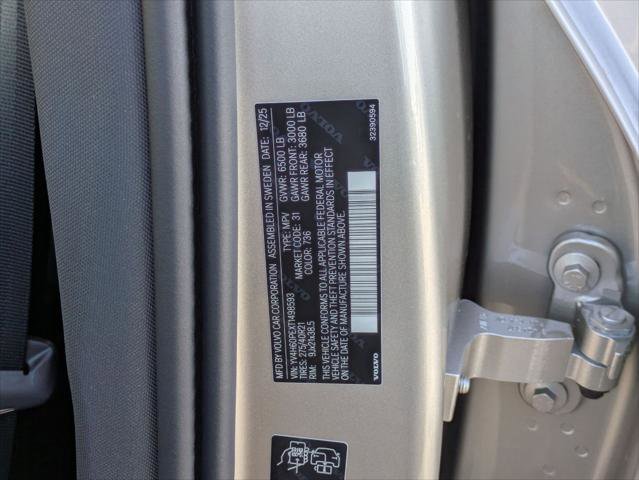 MFD BY VOLVO CAR CORPORATION ASSEMBLED IN SWEDEN DATE: 12/25
VIN: YV4H60PEXT1498593 TYPE: MPV GVWR: 6500 LB
TIRES: 275/40R21 MARKET CODE: 31 GAWR FRONT: 3000 LB
RIM: 9Jx21x38.5 COLOR: 736 GAWR REAR: 3680 LB
THIS VEHICLE CONFORMS TO ALL APPLICABLE FEDERAL MOTOR
VEHICLE SAFETY AND THEFT PREVENTION STANDARDS IN EFFECT
ON THE DATE OF MANUFACTURE SHOWN ABOVE.
VOLVO 32390594